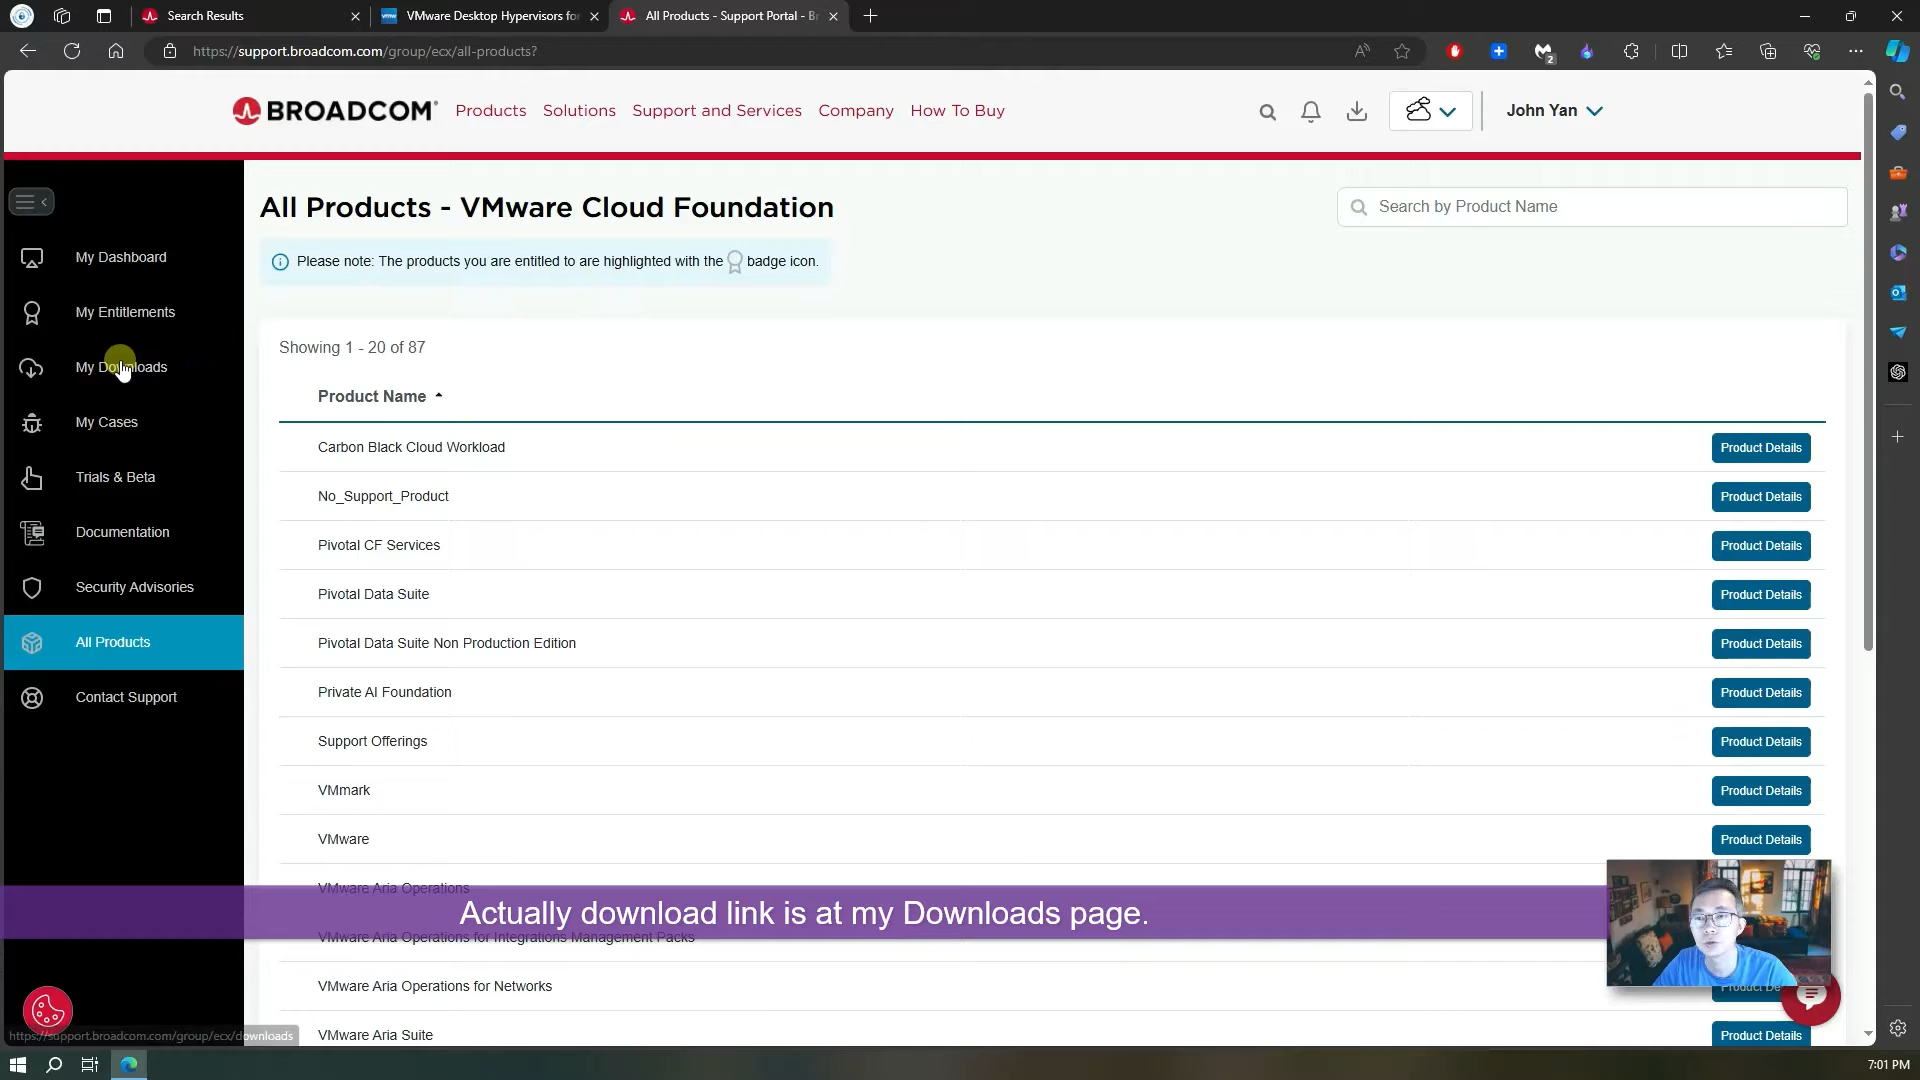 Search Results
VMware Desktop Hypervisors for
All Products - Support Portal - Br
https://support.broadcom.com/group/ecx/all-products?
2
BROADCOM
Products
Solutions
Support and Services
Company
How To Buy
John Yan
My Dashboard
My Entitlements
My Downloads
My Cases
Trials & Beta
Documentation
Security Advisories
All Products
Contact Support
All Products - VMware Cloud Foundation
Search by Product Name
Please note: The products you are entitled to are highlighted with the badge icon.
Showing 1 - 20 of 87
Product Name
Carbon Black Cloud Workload
Product Details
No_Support_Product
Product Details
Pivotal CF Services
Product Details
Pivotal Data Suite
Product Details
Pivotal Data Suite Non Production Edition
Product Details
Private AI Foundation
Product Details
Support Offerings
Product Details
VMmark
Product Details
VMware
Product Details
VMware Aria Operations
Actually download link is at my Downloads page.
VMware Aria Operations for Integrations Management Packs
VMware Aria Operations for Networks
Product De
VMware Aria Suite
Product Details
https://support.broadcom.com/group/ecx/downloads
7:01 PM